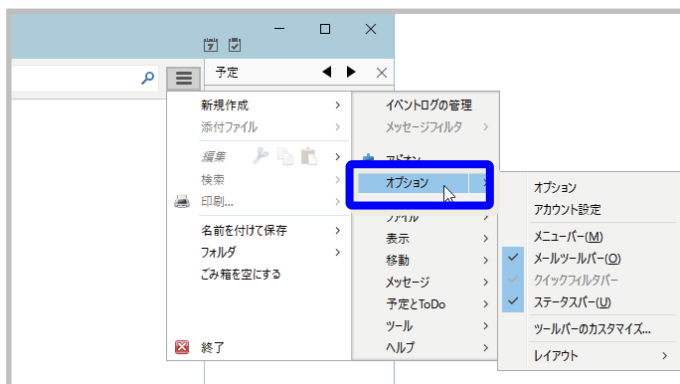 7
予定
新規作成
添付ファイル
編集
検索
印刷...
名前を付けて保存
フォルダ
ごみ箱を空にする
終了
イベントログの管理
メッセージフィルタ
アドオン
オプション
ファイル
表示
移動
メッセージ
予定とToDo
ツール
ヘルプ
オプション
アカウント設定
メニューバー(M)
メールツールバー(O)
クイックフィルタバー
ステータスバー(U)
ツールバーのカスタマイズ...
レイアウト